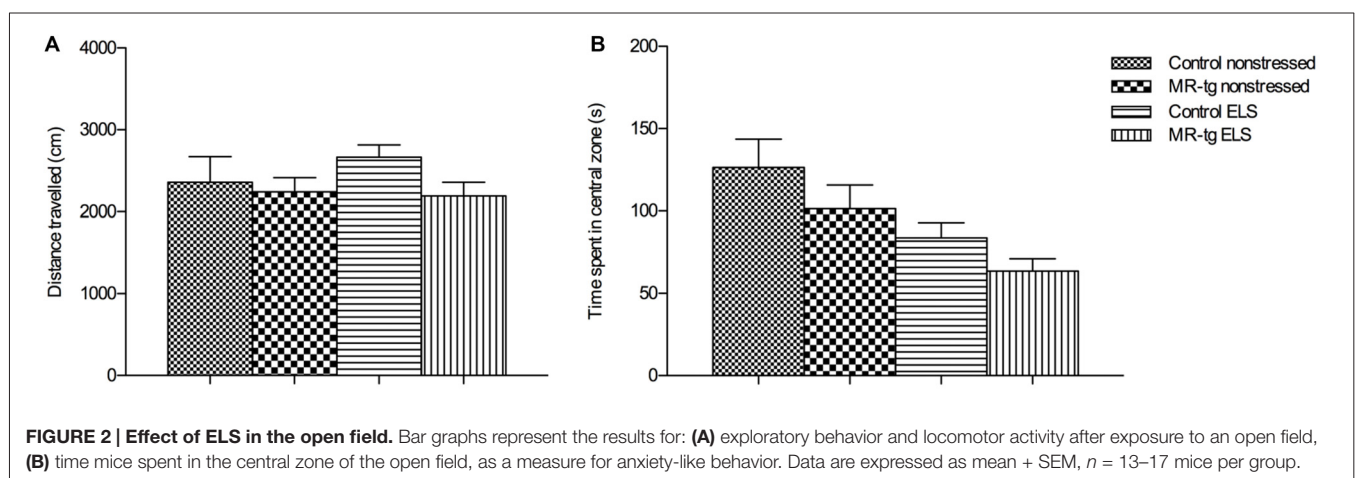 A
4000
3000
2000
1000
0
Distance travelled (cm)
B
200
150
100
50
0
Time spent in central zone (s)
Control nonstressed
MR-tg nonstressed
Control ELS
MR-tg ELS
FIGURE 2 | Effect of ELS in the open field. Bar graphs represent the results for: (A) exploratory behavior and locomotor activity after exposure to an open field,
(B) time mice spent in the central zone of the open field, as a measure for anxiety-like behavior. Data are expressed as mean + SEM, n = 13–17 mice per group.